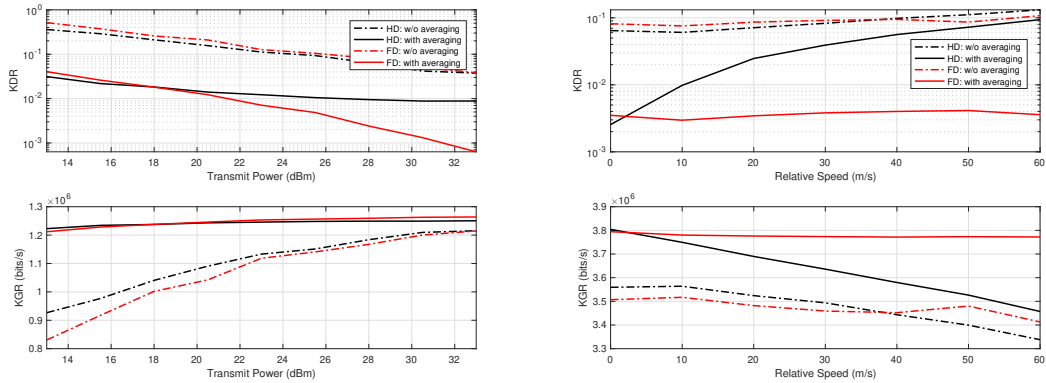 10^0
10^-1
10^-2
10^-3
KDR
HD: w/o averaging
HD: with averaging
FD: w/o averaging
FD: with averaging
14 16 18 20 22 24 26 28 30 32
Transmit Power (dBm)
10^-1
10^-2
10^-3
KDR
HD: w/o averaging
HD: with averaging
FD: w/o averaging
FD: with averaging
0 10 20 30 40 50 60
Relative Speed (m/s)
×10^6
1.3
1.2
1.1
1
0.9
0.8
KGR (bits/s)
14 16 18 20 22 24 26 28 30 32
Transmit Power (dBm)
×10^6
3.9
3.8
3.7
3.6
3.5
3.4
3.3
KGR (bits/s)
0 10 20 30 40 50 60
Relative Speed (m/s)